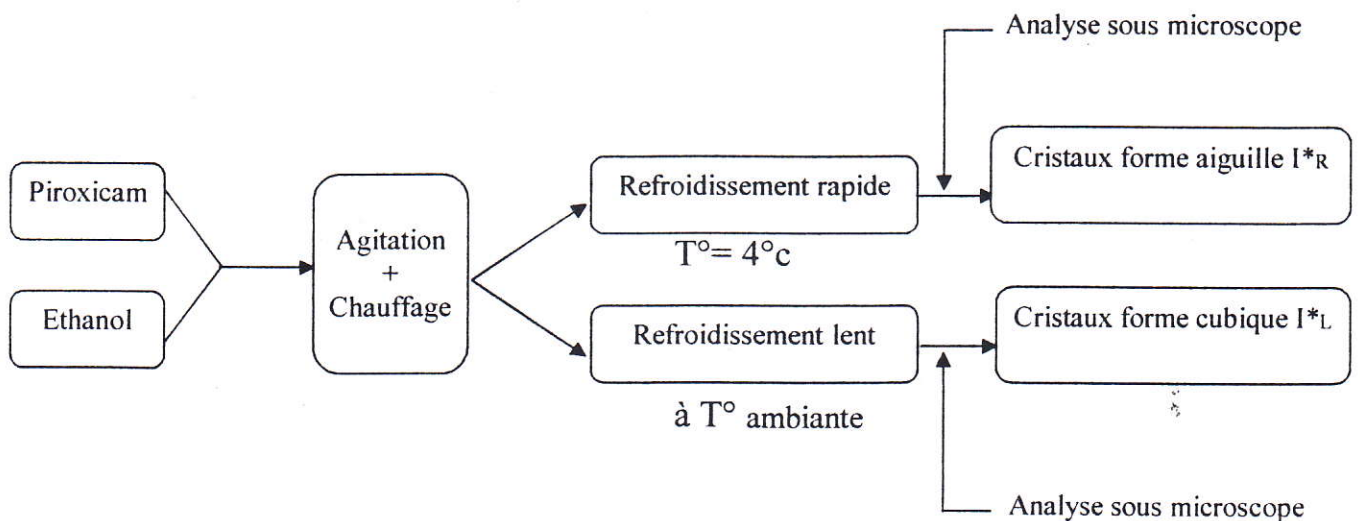 Analyse sous microscope
Piroxicam
Ethanol
Agitation
+
Chauffage
Refroidissement rapide
T°= 4°c
Cristaux forme aiguille I*R
Refroidissement lent
à T° ambiante
Cristaux forme cubique I*L
Analyse sous microscope